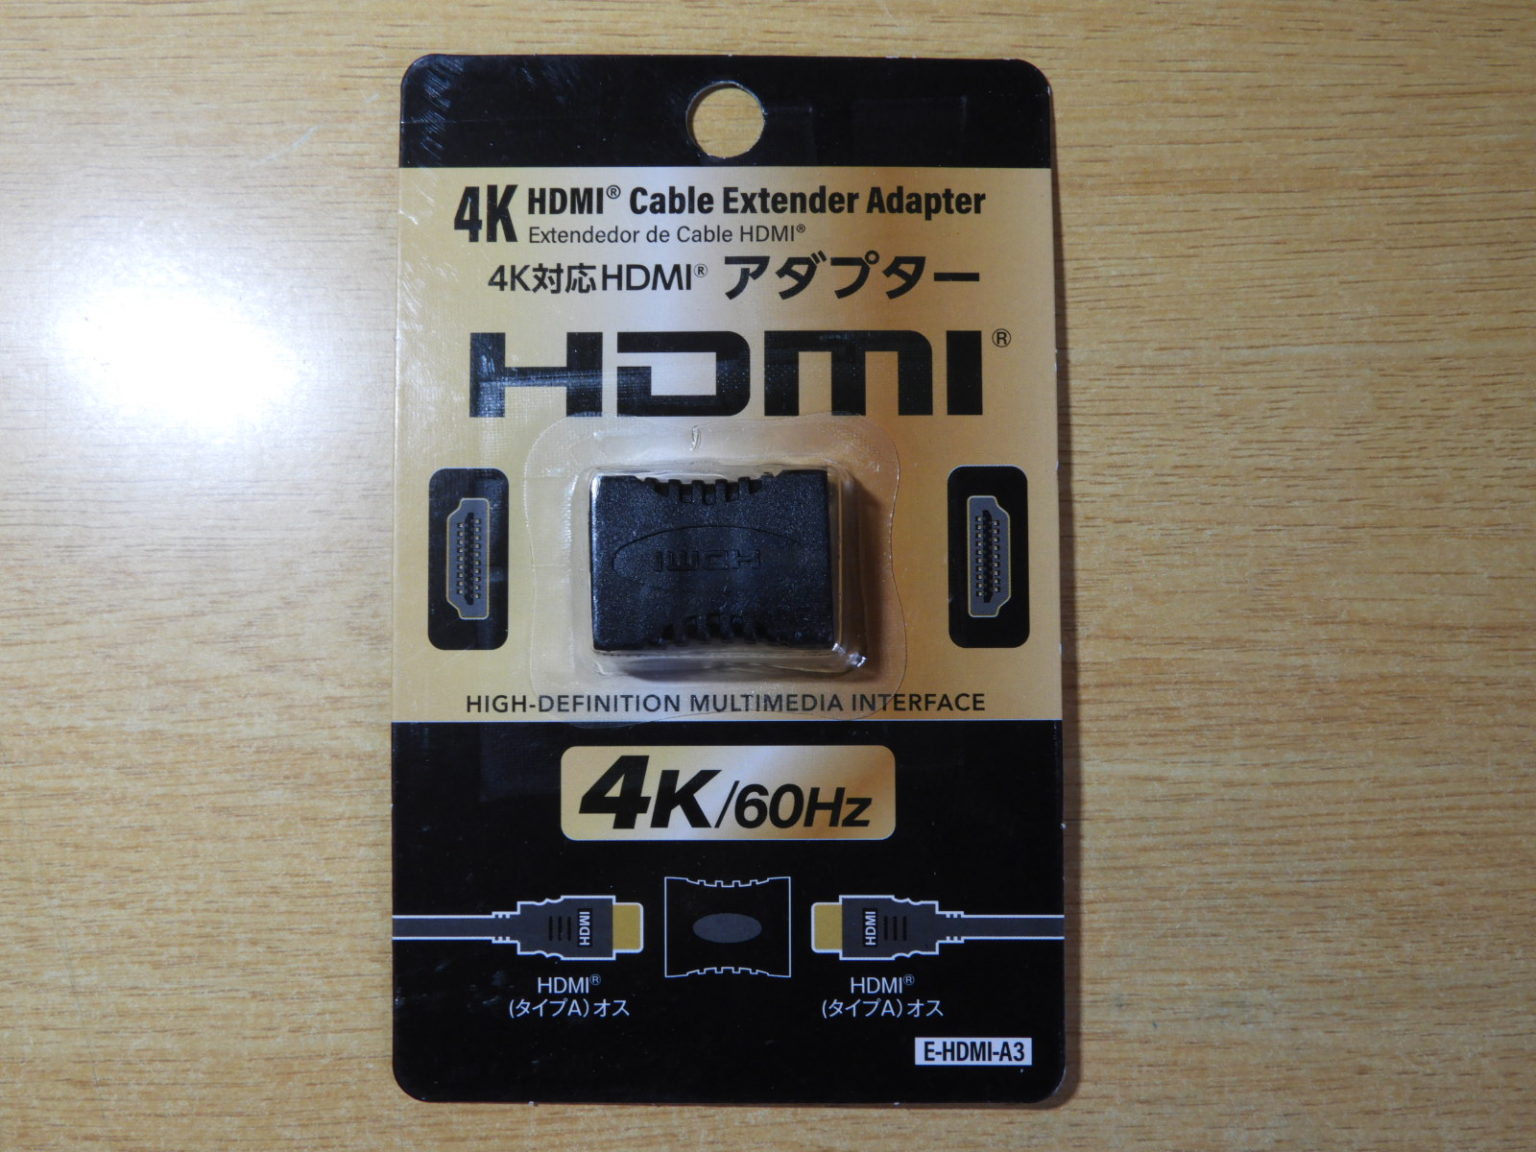 4K HDMI® Cable Extender Adapter
Extendedor de Cable HDMI®
4K対応HDMI® アダプター
HDMI®
HDMI
HIGH-DEFINITION MULTIMEDIA INTERFACE
4K/60Hz
HDMI HDMI
HDMI® HDMI®
(タイプA)オス (タイプA)オス
E-HDMI-A3